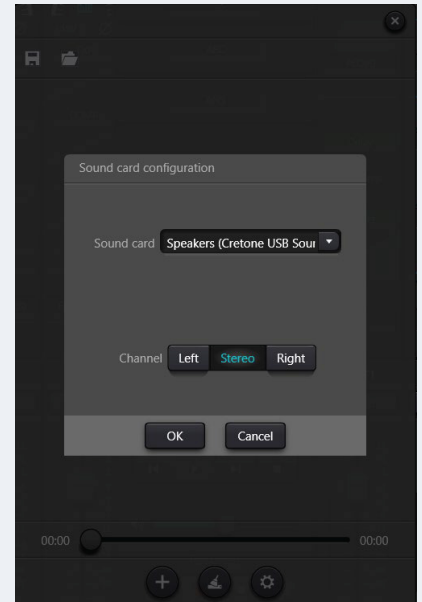 Sound card configuration
Sound card Speakers (Cretone USB Sour
Channel Left Stereo Right
OK Cancel
00:00 00:00